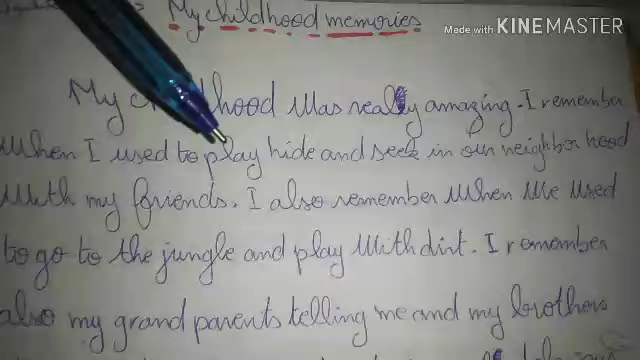 My childhood memories
Made with KINEMASTER
My childhood was really amazing. I remember
when I used to play hide and seek in our neighbor hood
with my friends. I also remember when we used
to go to the jungle and play with dirt. I remember
also my grand parents telling me and my brothers